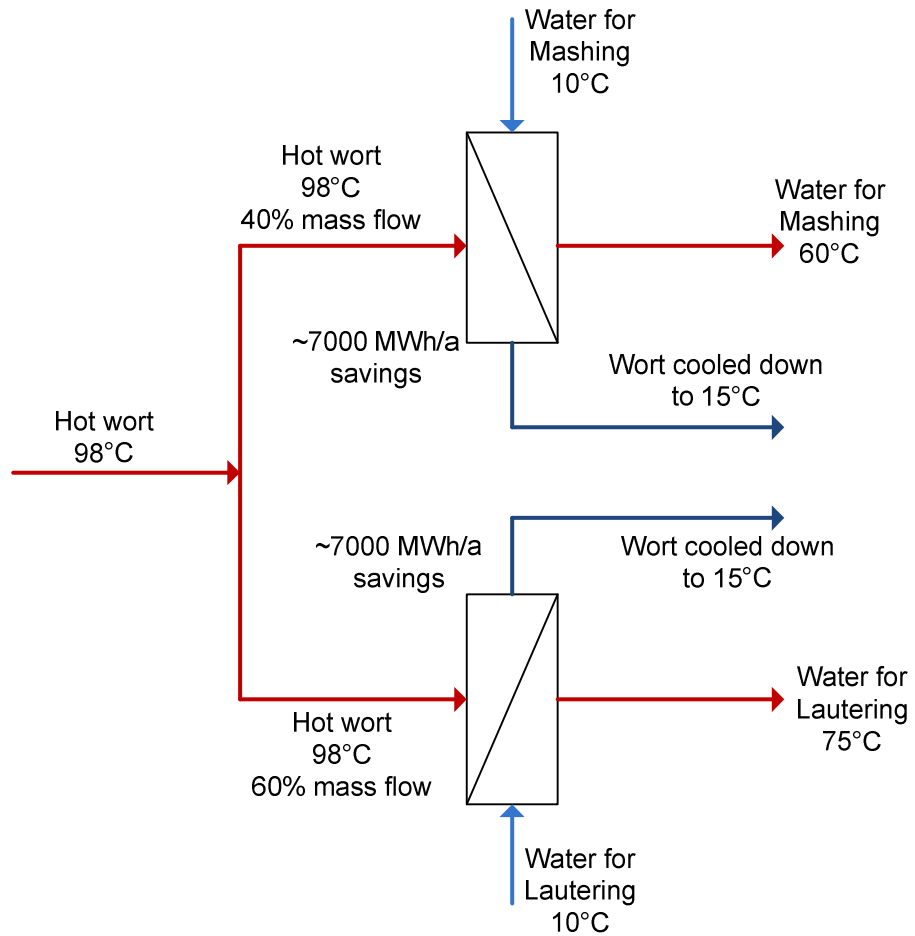 Water for
Mashing
10°C
Hot wort
98°C
40% mass flow
Water for
Mashing
60°C
~7000 MWh/a
savings
Wort cooled down
to 15°C
Hot wort
98°C
~7000 MWh/a
savings
Wort cooled down
to 15°C
Hot wort
98°C
60% mass flow
Water for
Lautering
75°C
Water for
Lautering
10°C